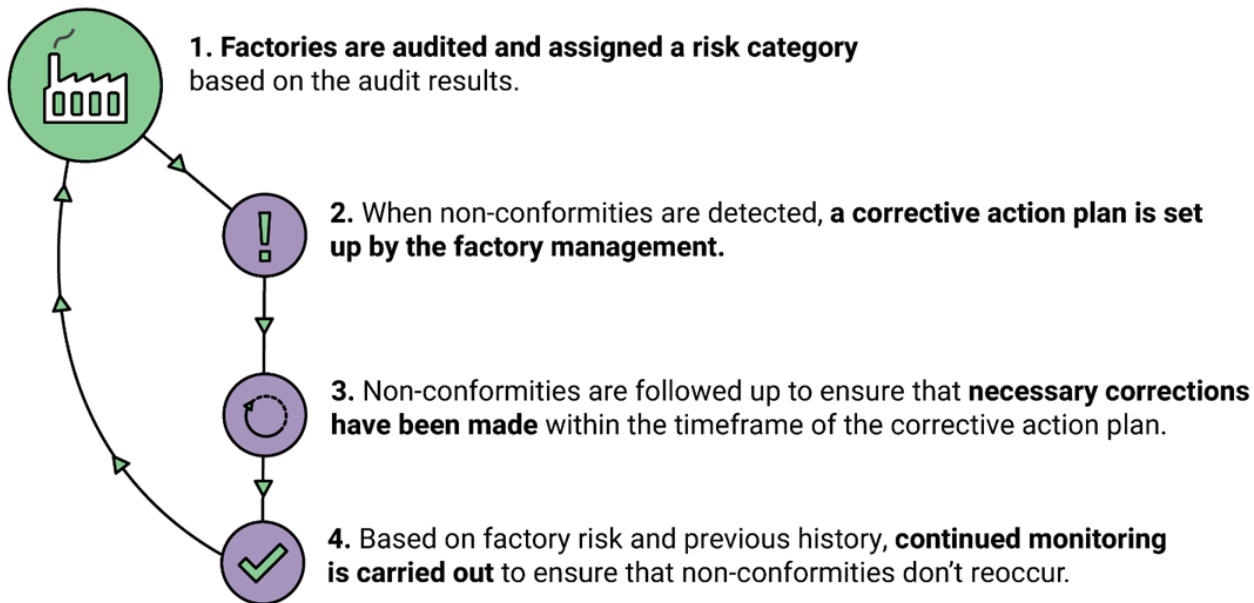 1. Factories are audited and assigned a risk category
based on the audit results.
2. When non-conformities are detected, a corrective action plan is set
up by the factory management.
3. Non-conformities are followed up to ensure that necessary corrections
have been made within the timeframe of the corrective action plan.
4. Based on factory risk and previous history, continued monitoring
is carried out to ensure that non-conformities don't reoccur.